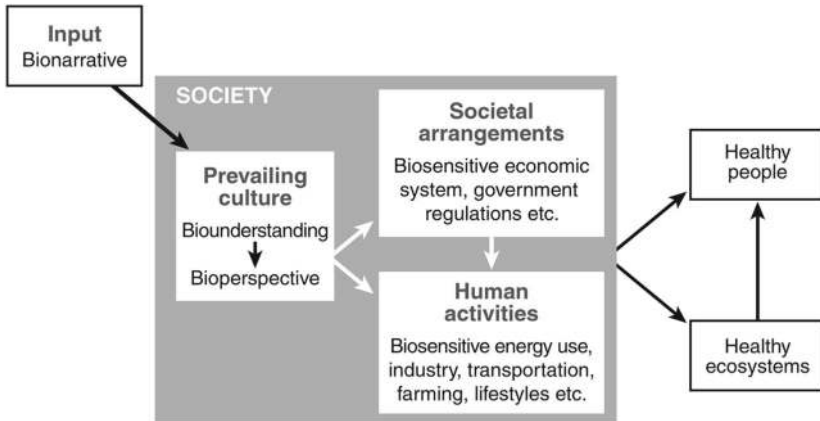 Input
Bionarrative
SOCIETY
Prevailing
culture
Biounderstanding
Bioperspective
Societal
arrangements
Biosensitive economic
system, government
regulations etc.
Human
activities
Biosensitive energy use,
industry, transportation,
farming, lifestyles etc.
Healthy
people
Healthy
ecosystems